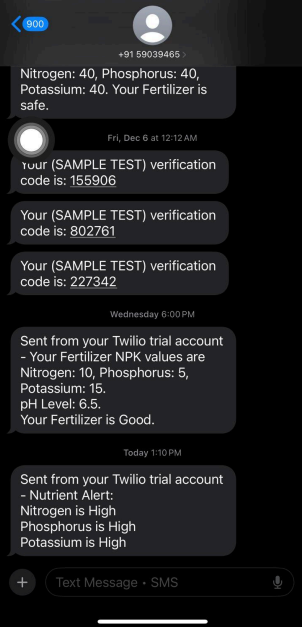 900
+91 59039465
Nitrogen: 40, Phosphorus: 40,
Potassium: 40. Your Fertilizer is
safe.
Fri, Dec 6 at 12:12 AM
Your (SAMPLE TEST) verification
code is: 155906
Your (SAMPLE TEST) verification
code is: 802761
Your (SAMPLE TEST) verification
code is: 227342
Wednesday 6:00 PM
Sent from your Twilio trial account
- Your Fertilizer NPK values are
Nitrogen: 10, Phosphorus: 5,
Potassium: 15.
pH Level: 6.5.
Your Fertilizer is Good.
Today 1:10 PM
Sent from your Twilio trial account
- Nutrient Alert:
Nitrogen is High
Phosphorus is High
Potassium is High
Text Message • SMS